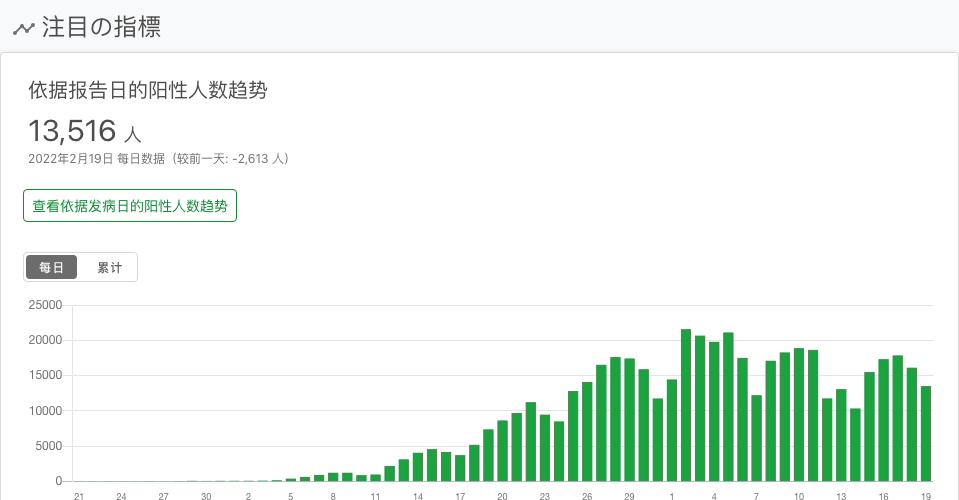 注目の指標
依据报告日的阳性人数趋势
13,516 人
2022年2月19日 每日数据（较前一天: -2,613 人）
查看依据发病日的阳性人数趋势
每日 累计
25000
20000
15000
10000
5000
0
21 24 27 30 2 5 8 11 14 17 20 23 26 29 1 4 7 10 13 16 19